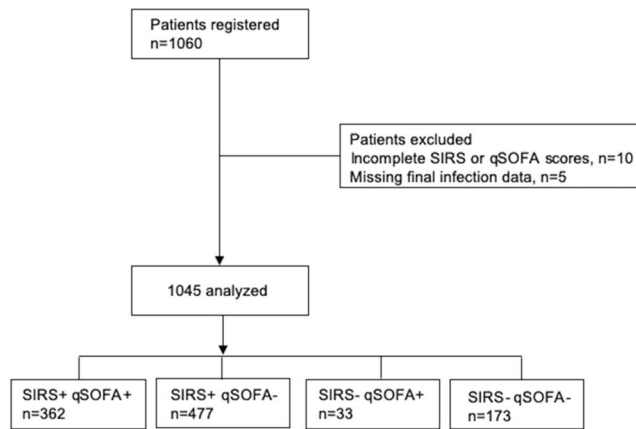 Patients registered
n=1060
Patients excluded
Incomplete SIRS or qSOFA scores, n=10
Missing final infection data, n=5
1045 analyzed
SIRS+ qSOFA+
n=362
SIRS+ qSOFA-
n=477
SIRS- qSOFA+
n=33
SIRS- qSOFA-
n=173